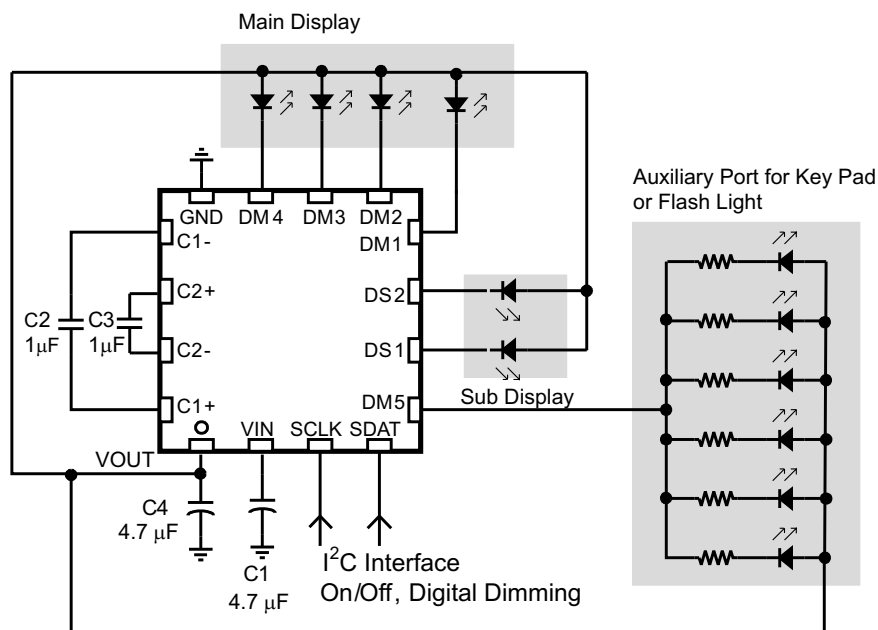 Main Display
Auxiliary Port for Key Pad
or Flash Light
GND
DM4
DM3
DM2
C1-
DM1
C2+
DS2
C2
1µF
C3
1µF
C2-
DS1
C1+
DM5
Sub Display
VIN
SCLK
SDAT
VOUT
C4
4.7 µF
C1
4.7 µF
I²C Interface
On/Off, Digital Dimming